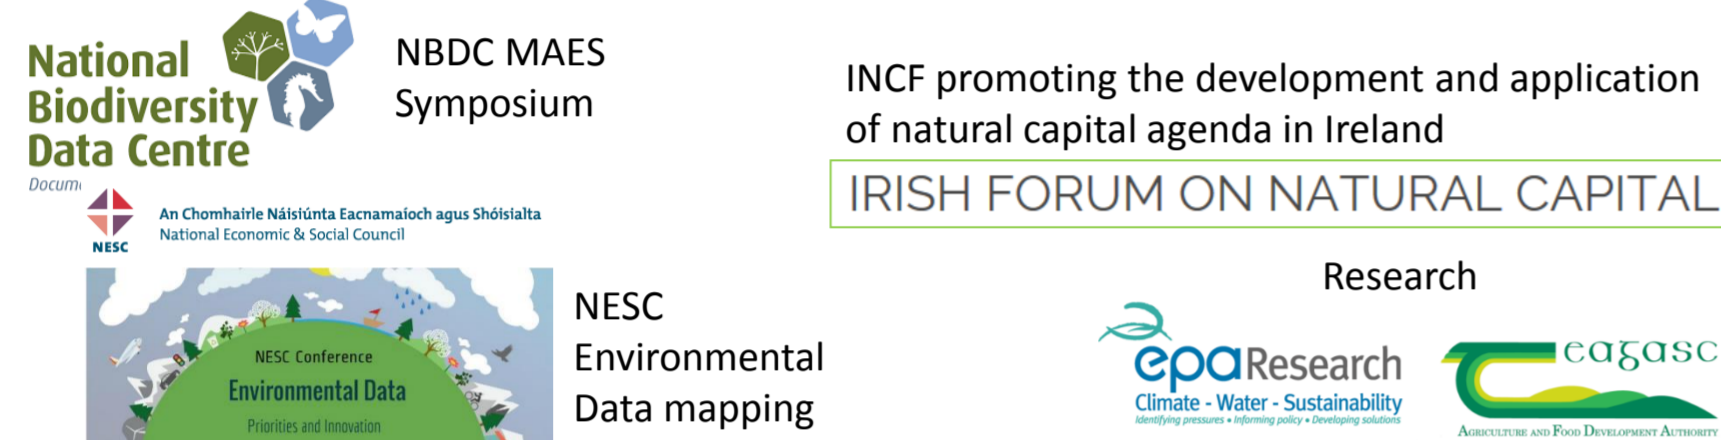 National
Biodiversity
Data Centre
NBDC MAES
Symposium
INCF promoting the development and application
of natural capital agenda in Ireland
IRISH FORUM ON NATURAL CAPITAL
NESC
An Chomhairle Náisiúnta Eacnamaíoch agus Shóisialta
National Economic & Social Council
NESC Conference
Environmental Data
Priorities and Innovation
NESC
Environmental
Data mapping
Research
epa Research
Climate - Water - Sustainability
Identifying pressures • Informing policy • Developing solutions
eagasc
AGRICULTURE AND FOOD DEVELOPMENT AUTHORITY